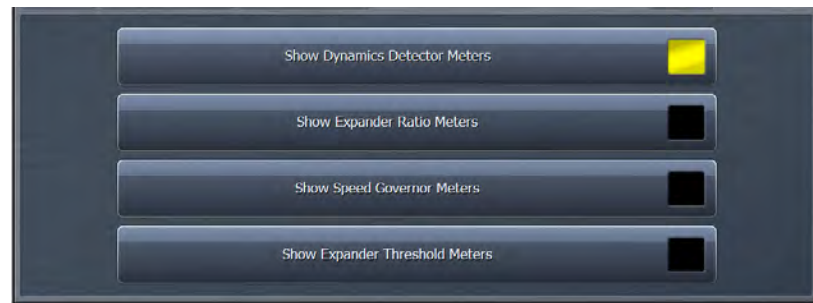 Show Dynamics Detector Meters
Show Expander Ratio Meters
Show Speed Governor Meters
Show Expander Threshold Meters